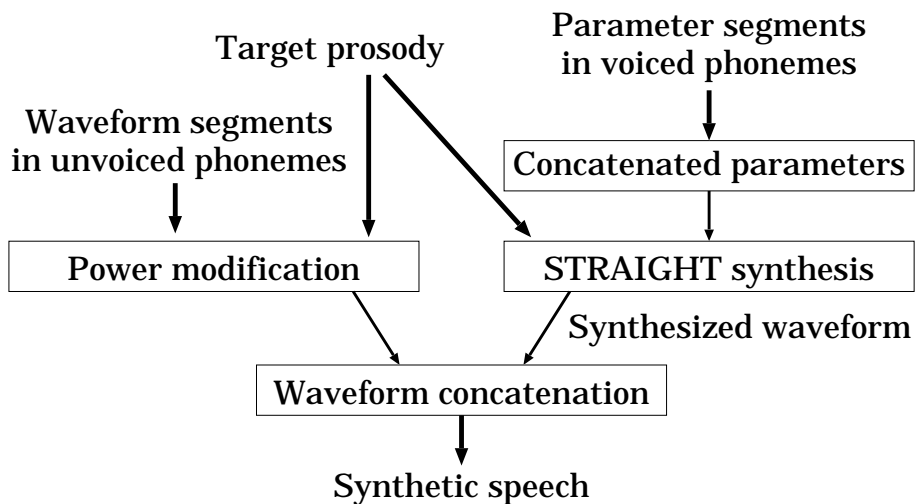 Target prosody
Parameter segments
in voiced phonemes
Waveform segments
in unvoiced phonemes
Concatenated parameters
Power modification
STRAIGHT synthesis
Synthesized waveform
Waveform concatenation
Synthetic speech